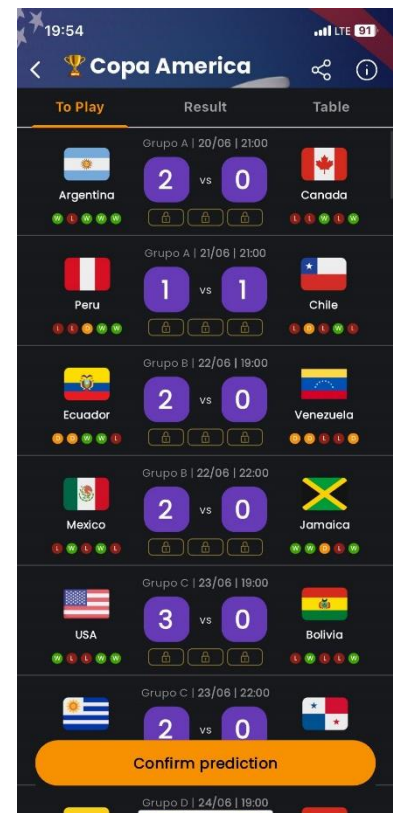 19:54
LTE 91
Copa America
To Play Result Table
Grupo A | 20/06 | 21:00
2 vs 0
Argentina Canada
W L W W W L L W L W
Grupo A | 21/06 | 21:00
1 vs 1
Peru Chile
L L D W W L D L W L
Grupo B | 22/06 | 19:00
2 vs 0
Ecuador Venezuela
D D W W L D D L L D
Grupo B | 22/06 | 22:00
2 vs 0
Mexico Jamaica
L W L W L W W D L W
Grupo C | 23/06 | 19:00
3 vs 0
USA Bolivia
W L L W W L W L L W
Grupo C | 23/06 | 22:00
2 vs 0
Confirm prediction
Grupo D | 24/06 | 19:00